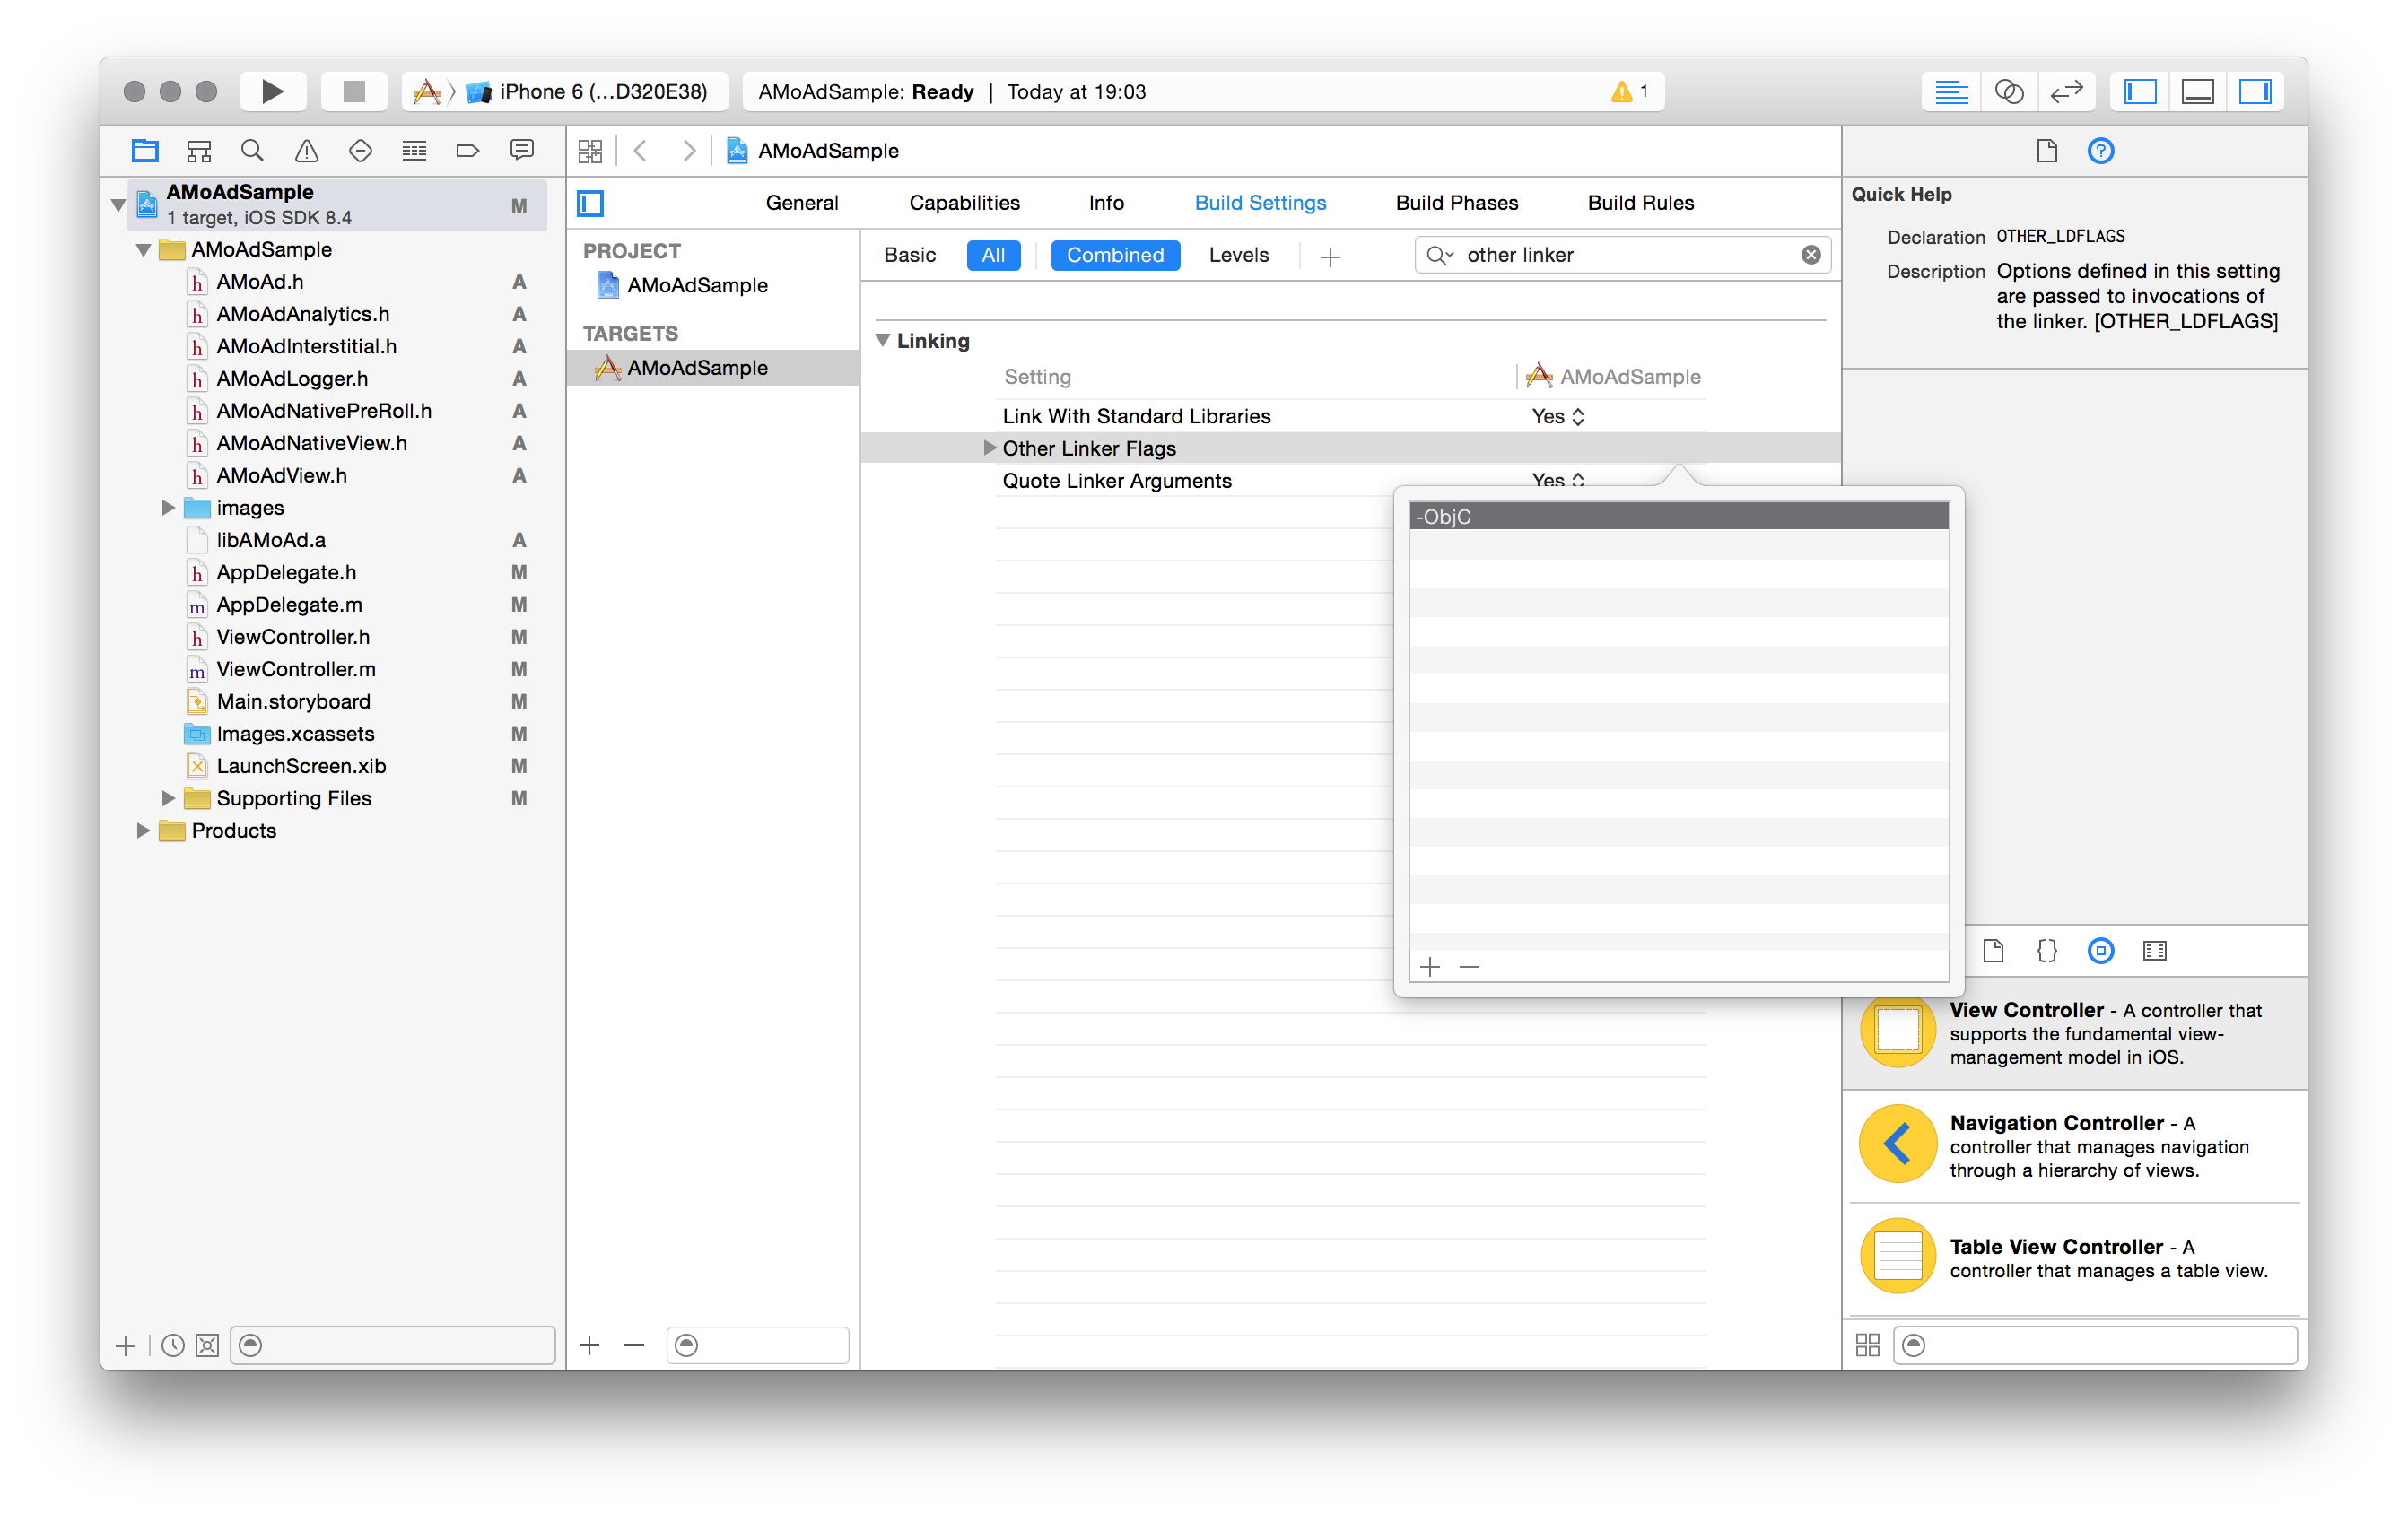 iPhone 6 (...D320E38)
AMoAdSample: Ready | Today at 19:03
1
AMoAdSample
1 target, iOS SDK 8.4
M
AMoAdSample
h AMoAd.h A
h AMoAdAnalytics.h A
h AMoAdInterstitial.h A
h AMoAdLogger.h A
h AMoAdNativePreRoll.h A
h AMoAdNativeView.h A
h AMoAdView.h A
images
libAMoAd.a A
h AppDelegate.h M
m AppDelegate.m M
h ViewController.h M
m ViewController.m M
Main.storyboard M
Images.xcassets M
LaunchScreen.xib M
Supporting Files M
Products
AMoAdSample
General Capabilities Info Build Settings Build Phases Build Rules
PROJECT
AMoAdSample
TARGETS
AMoAdSample
Basic All Combined Levels + other linker
Linking
Setting AMoAdSample
Link With Standard Libraries Yes
Other Linker Flags
Quote Linker Arguments Yes
-ObjC
Quick Help
Declaration OTHER_LDFLAGS
Description Options defined in this setting
are passed to invocations of
the linker. [OTHER_LDFLAGS]
View Controller - A controller that
supports the fundamental view-
management model in iOS.
Navigation Controller - A
controller that manages navigation
through a hierarchy of views.
Table View Controller - A
controller that manages a table view.